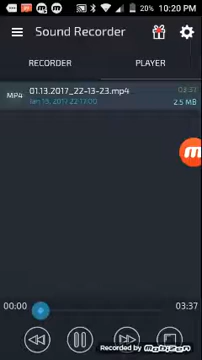 20% 10:20 PM
Sound Recorder
RECORDER PLAYER
MP4 01.13.2017_22-13-23.mp4 03:37
Jan 13, 2017 22:17:00 2.5 MB
00:00 03:37
Recorded by Mobizen